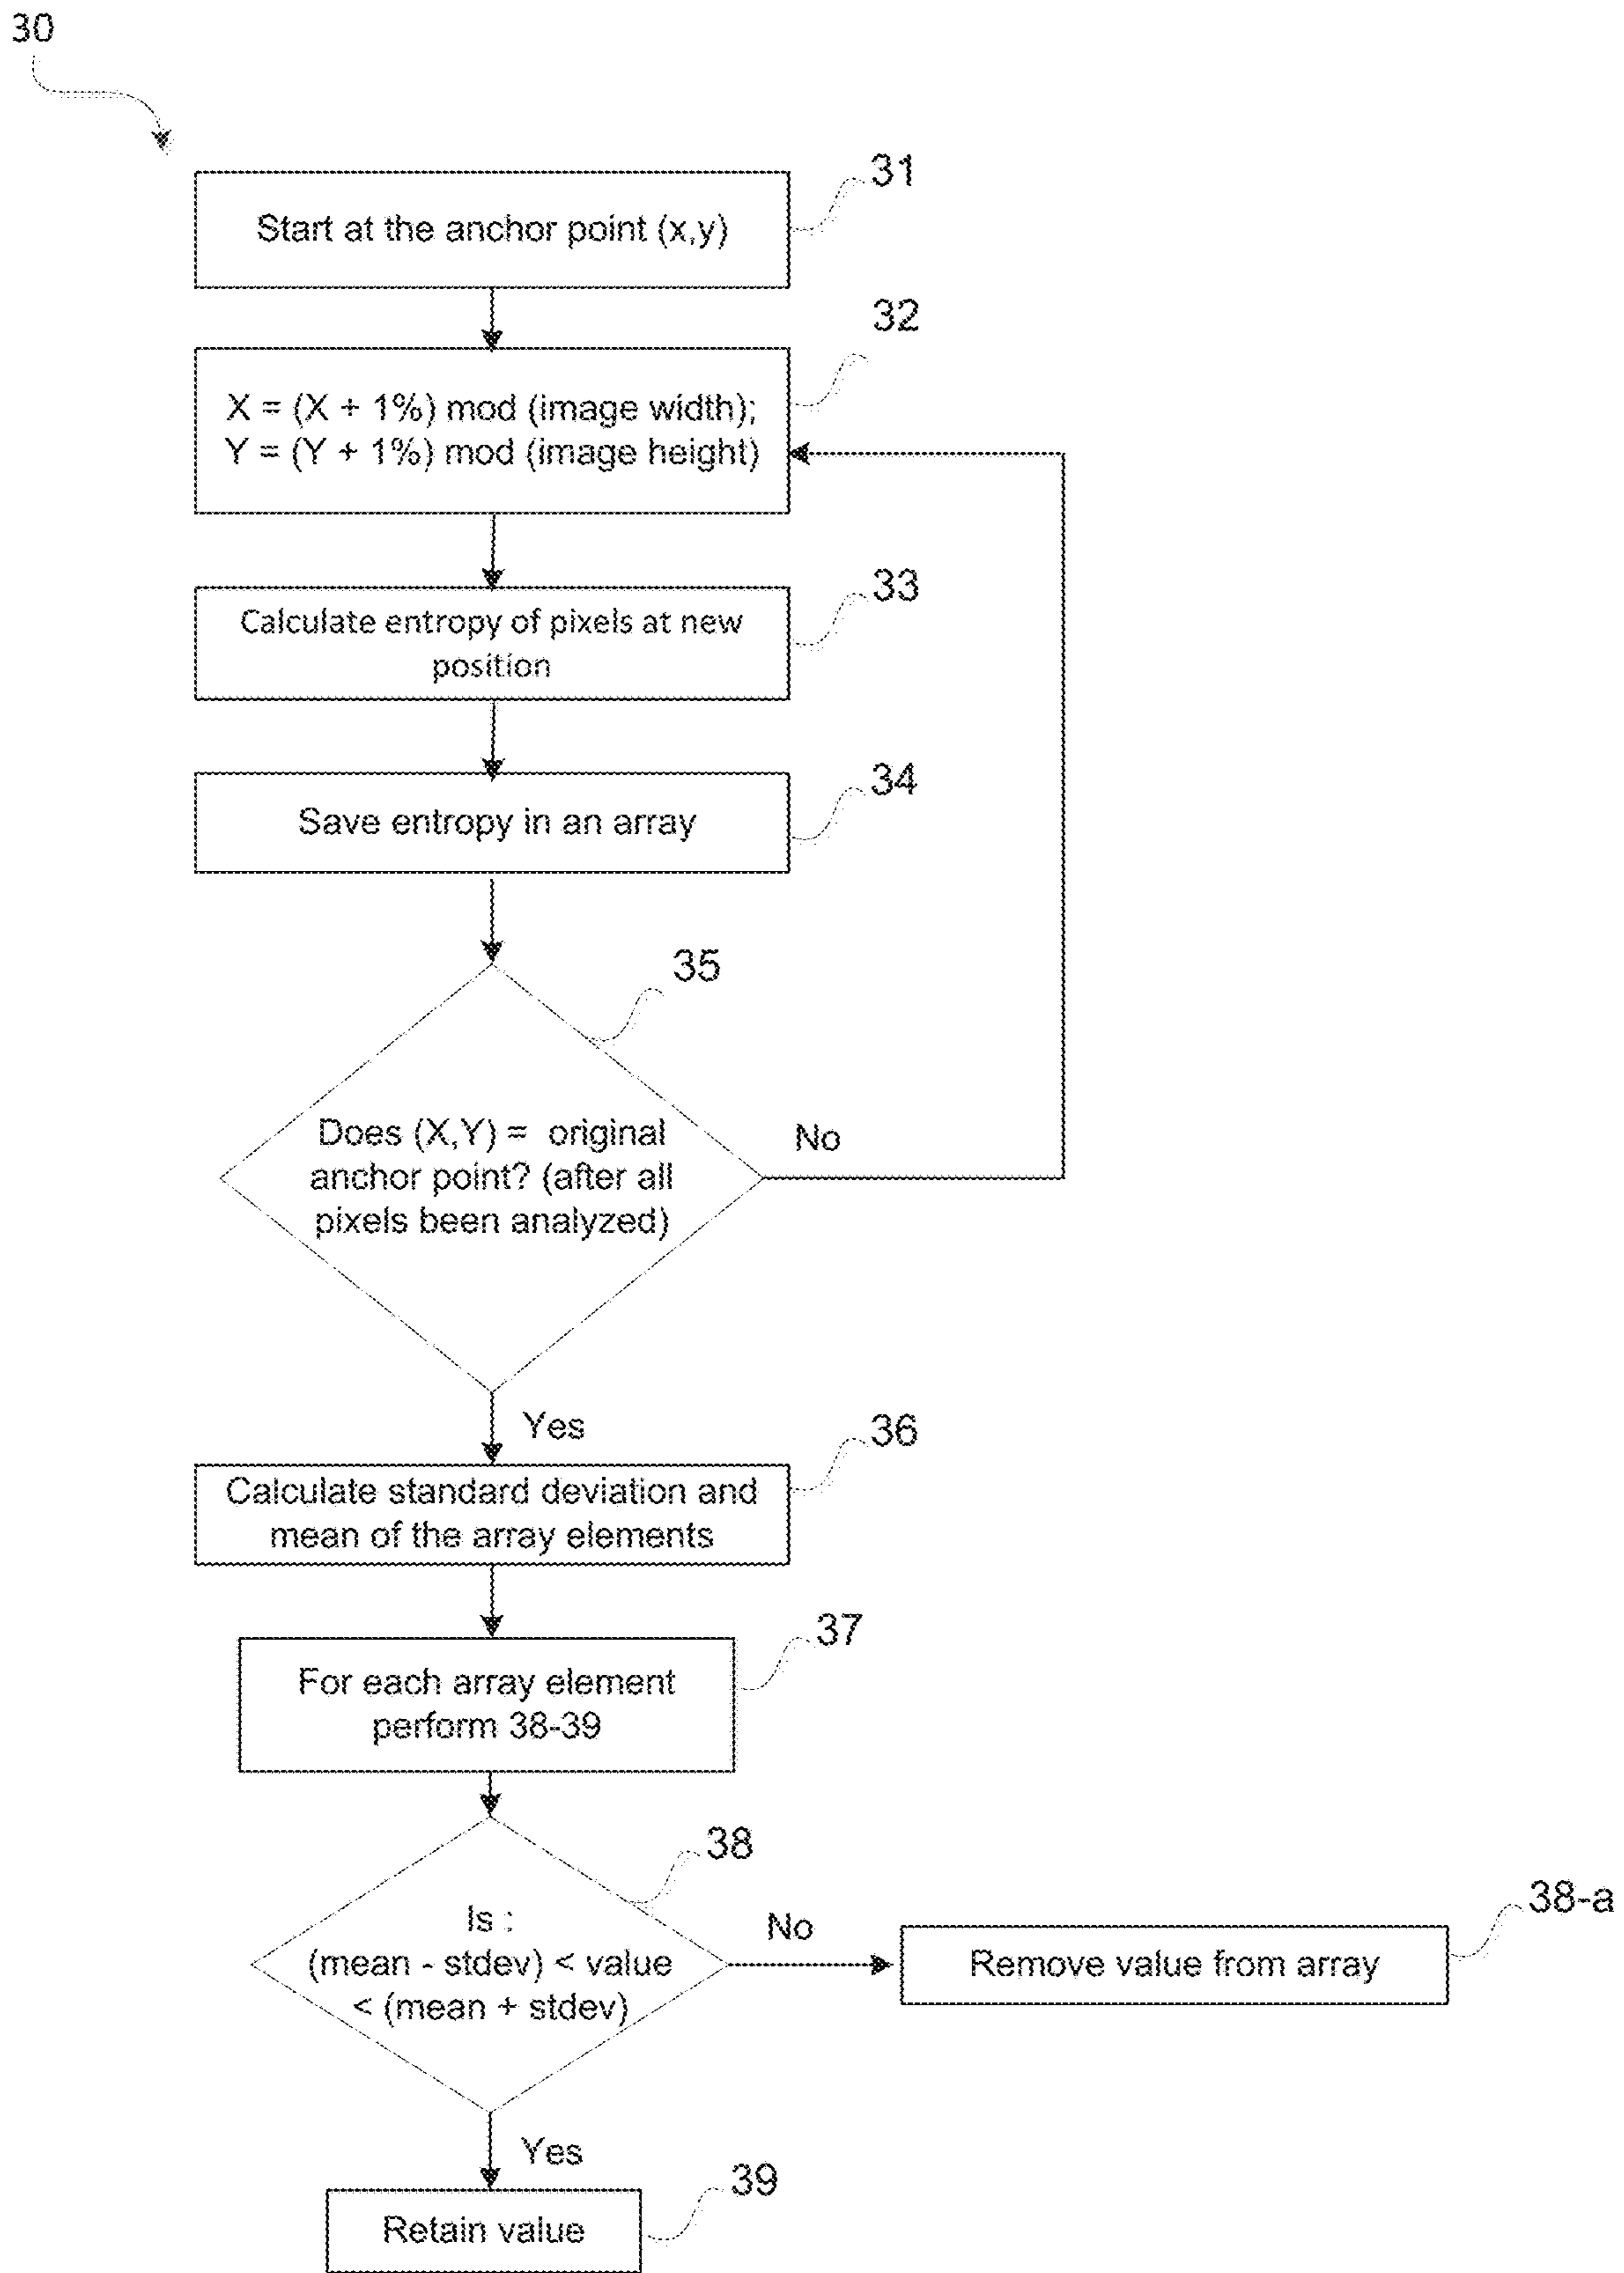 30
31
Start at the anchor point (x,y)
32
X = (X + 1%) mod (image width);
Y = (Y + 1%) mod (image height)
33
Calculate entropy of pixels at new
position
34
Save entropy in an array
35
Does (X,Y) = original
anchor point? (after all
pixels been analyzed)
No
Yes
36
Calculate standard deviation and
mean of the array elements
37
For each array element
perform 38-39
38
Is :
(mean - stdev) < value
< (mean + stdev)
No
38-a
Remove value from array
Yes
39
Retain value